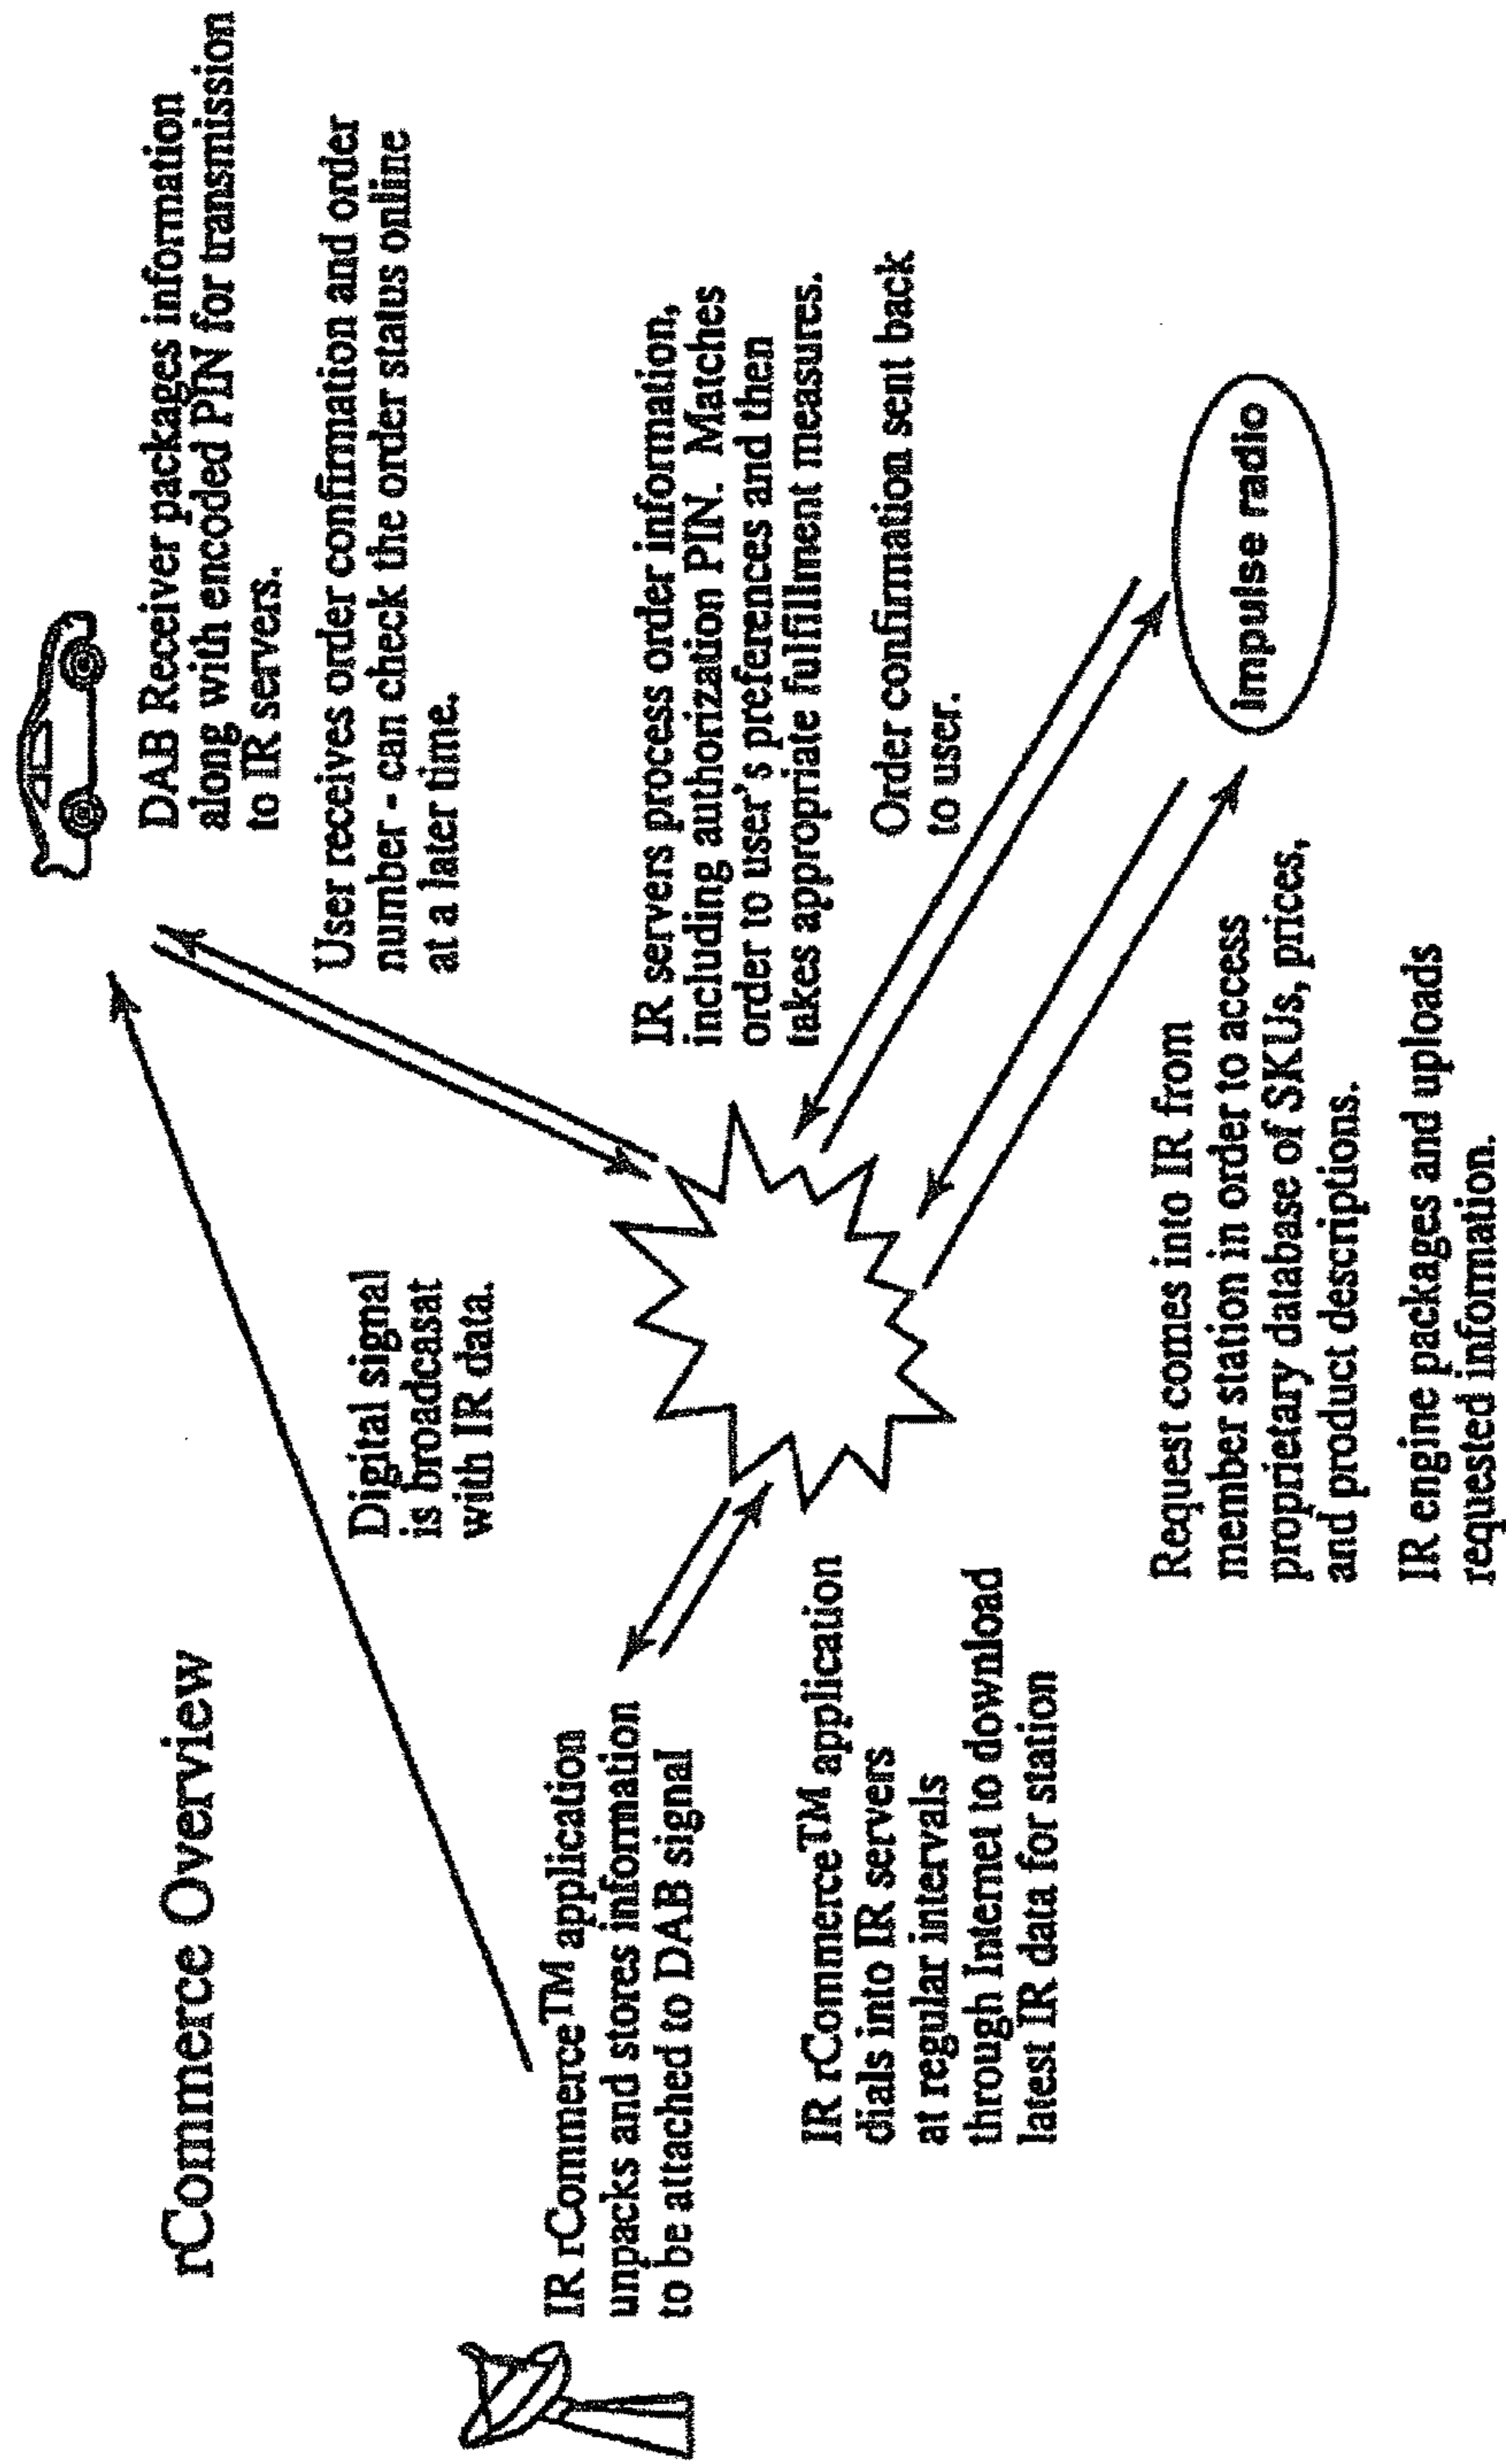 rCommerce Overview
IR rCommerce™ application
unpacks and stores information
to be attached to DAB signal
IR rCommerce™ application
dials into IR servers
at regular intervals
through Internet to download
latest IR data for station
Digital signal
is broadcasat
with IR data.
DAB Receiver packages information
along with encoded PIN for transmission
to IR servers.
User receives order confirmation and order
number - can check the order status online
at a later time.
IR servers process order information,
including authorization PIN. Matches
order to user's preferences and then
takes appropriate fulfillment measures.
Order confirmation sent back
to user.
Impulse radio
Request comes into IR from
member station in order to access
proprietary database of SKUs, prices,
and product descriptions.
IR engine packages and uploads
requested information.